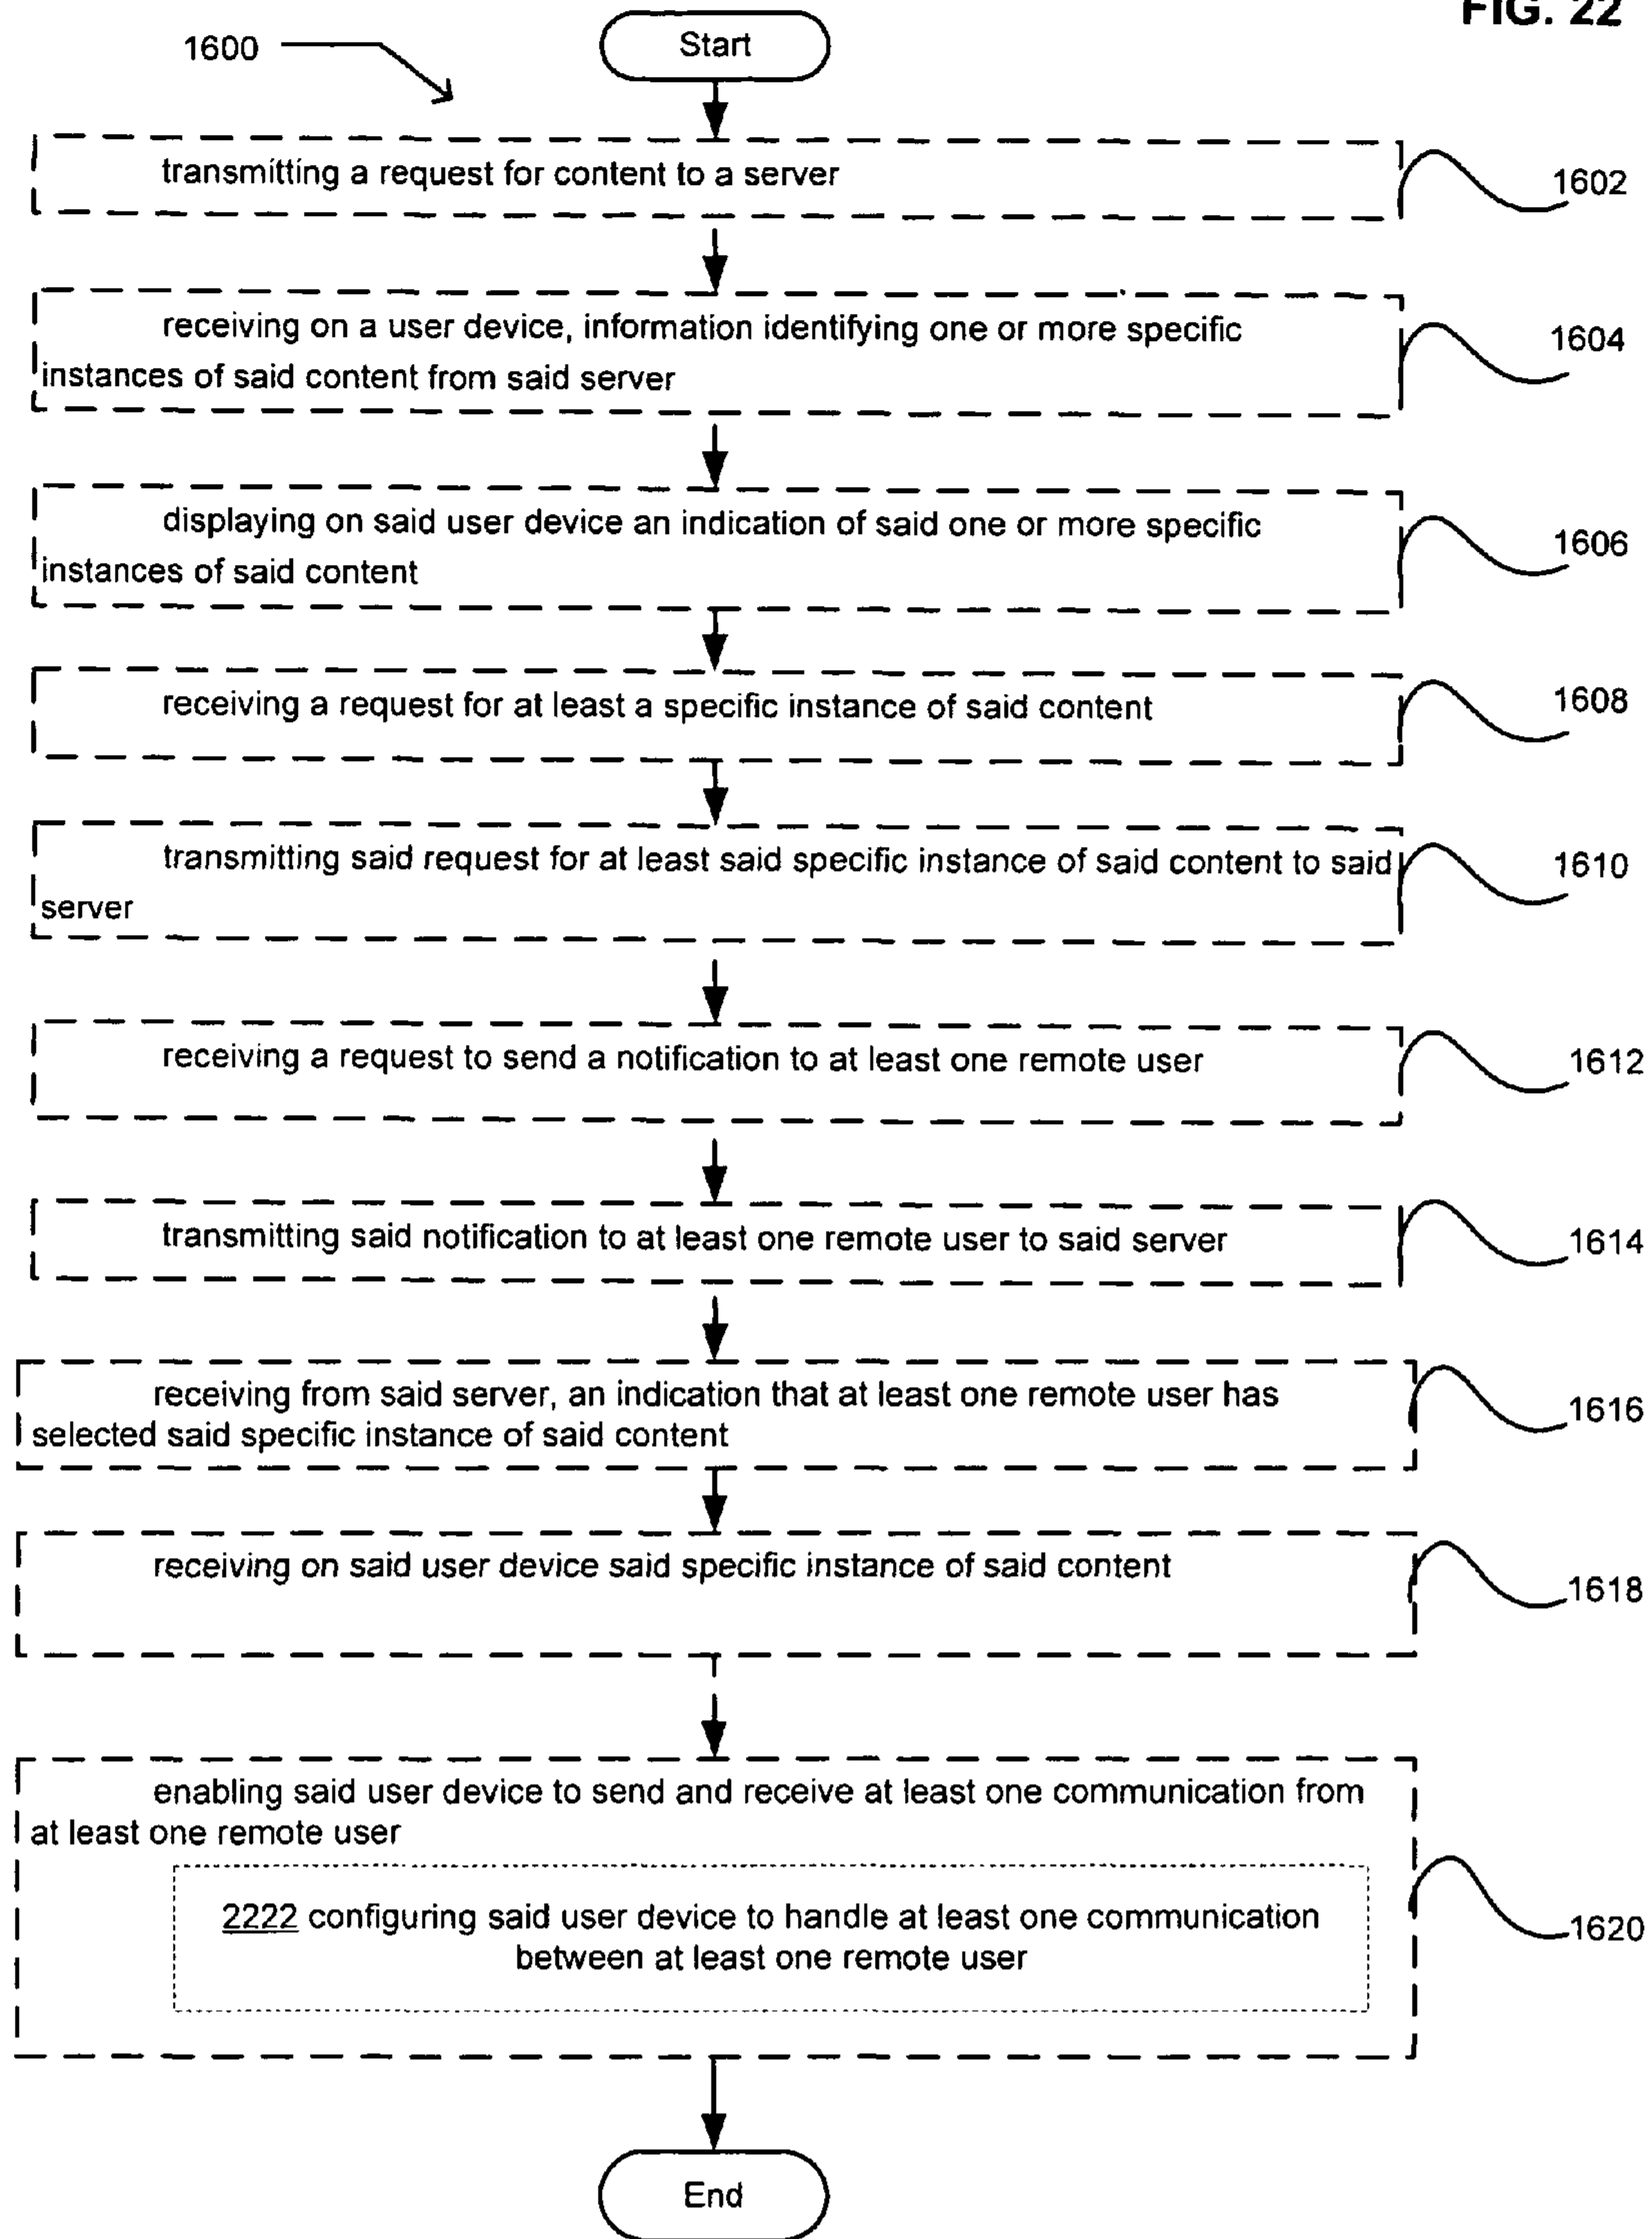 FIG. 22
1600
Start
transmitting a request for content to a server
1602
receiving on a user device, information identifying one or more specific
instances of said content from said server
1604
displaying on said user device an indication of said one or more specific
instances of said content
1606
receiving a request for at least a specific instance of said content
1608
transmitting said request for at least said specific instance of said content to said
server
1610
receiving a request to send a notification to at least one remote user
1612
transmitting said notification to at least one remote user to said server
1614
receiving from said server, an indication that at least one remote user has
selected said specific instance of said content
1616
receiving on said user device said specific instance of said content
1618
enabling said user device to send and receive at least one communication from
at least one remote user
2222 configuring said user device to handle at least one communication
between at least one remote user
1620
End